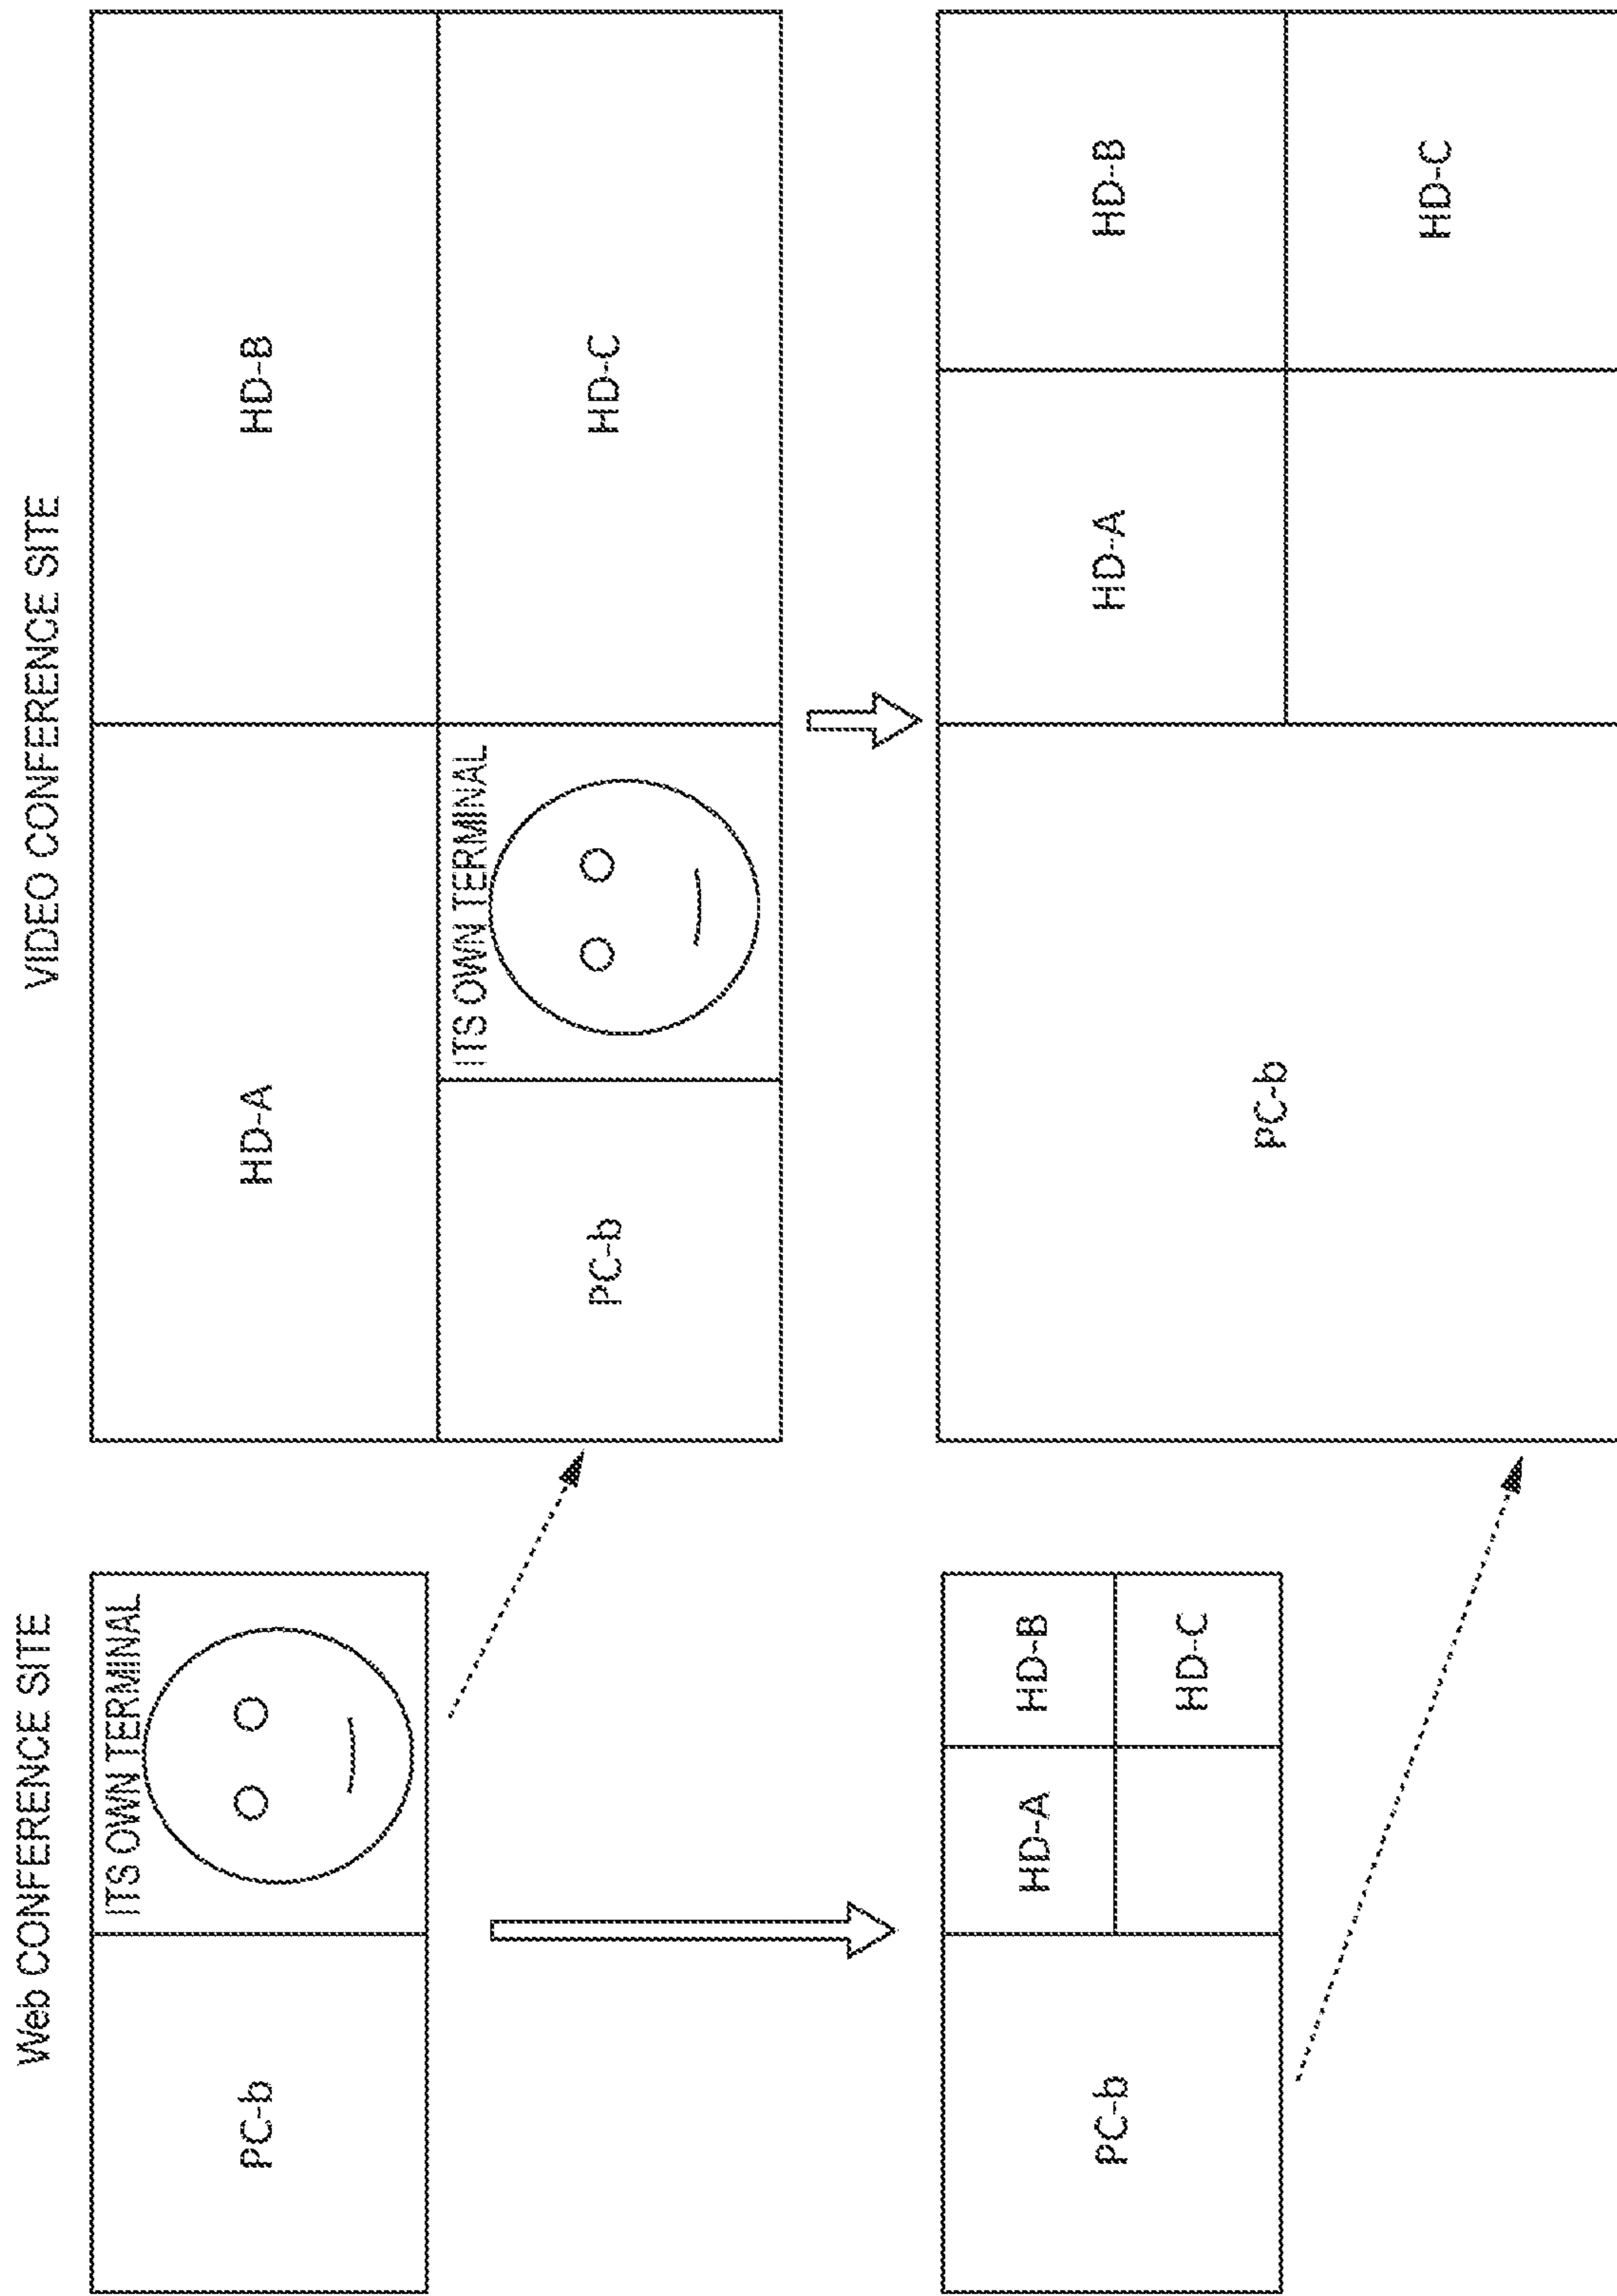 Web CONFERENCE SITE
VIDEO CONFERENCE SITE
PC-b
ITS OWN TERMINAL
HD-A
HD-B
PC-b
ITS OWN TERMINAL
HD-C
PC-b
HD-A
HD-B
HD-C
PC-b
HD-A
HD-B
HD-C